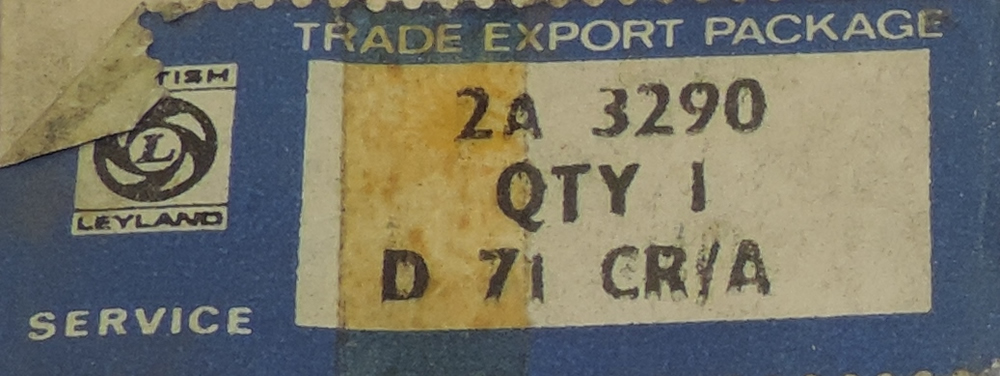 TRADE EXPORT PACKAGE
TISH
L
LEYLAND
SERVICE
2A 3290
QTY 1
D 71 CR/A